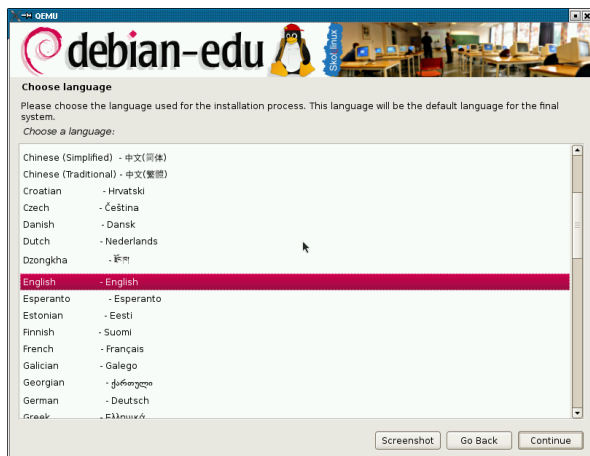 QEMU
debian-edu
Skolelinux
Choose language
Please choose the language used for the installation process. This language will be the default language for the final
system.
Choose a language:
Chinese (Simplified) - 中文(简体)
Chinese (Traditional) - 中文(繁體)
Croatian - Hrvatski
Czech - Čeština
Danish - Dansk
Dutch - Nederlands
Dzongkha - རྫོང་ཁ།
English - English
Esperanto - Esperanto
Estonian - Eesti
Finnish - Suomi
French - Français
Galician - Galego
Georgian - ქართული
German - Deutsch
Greek - Ελληνικά
Screenshot Go Back Continue